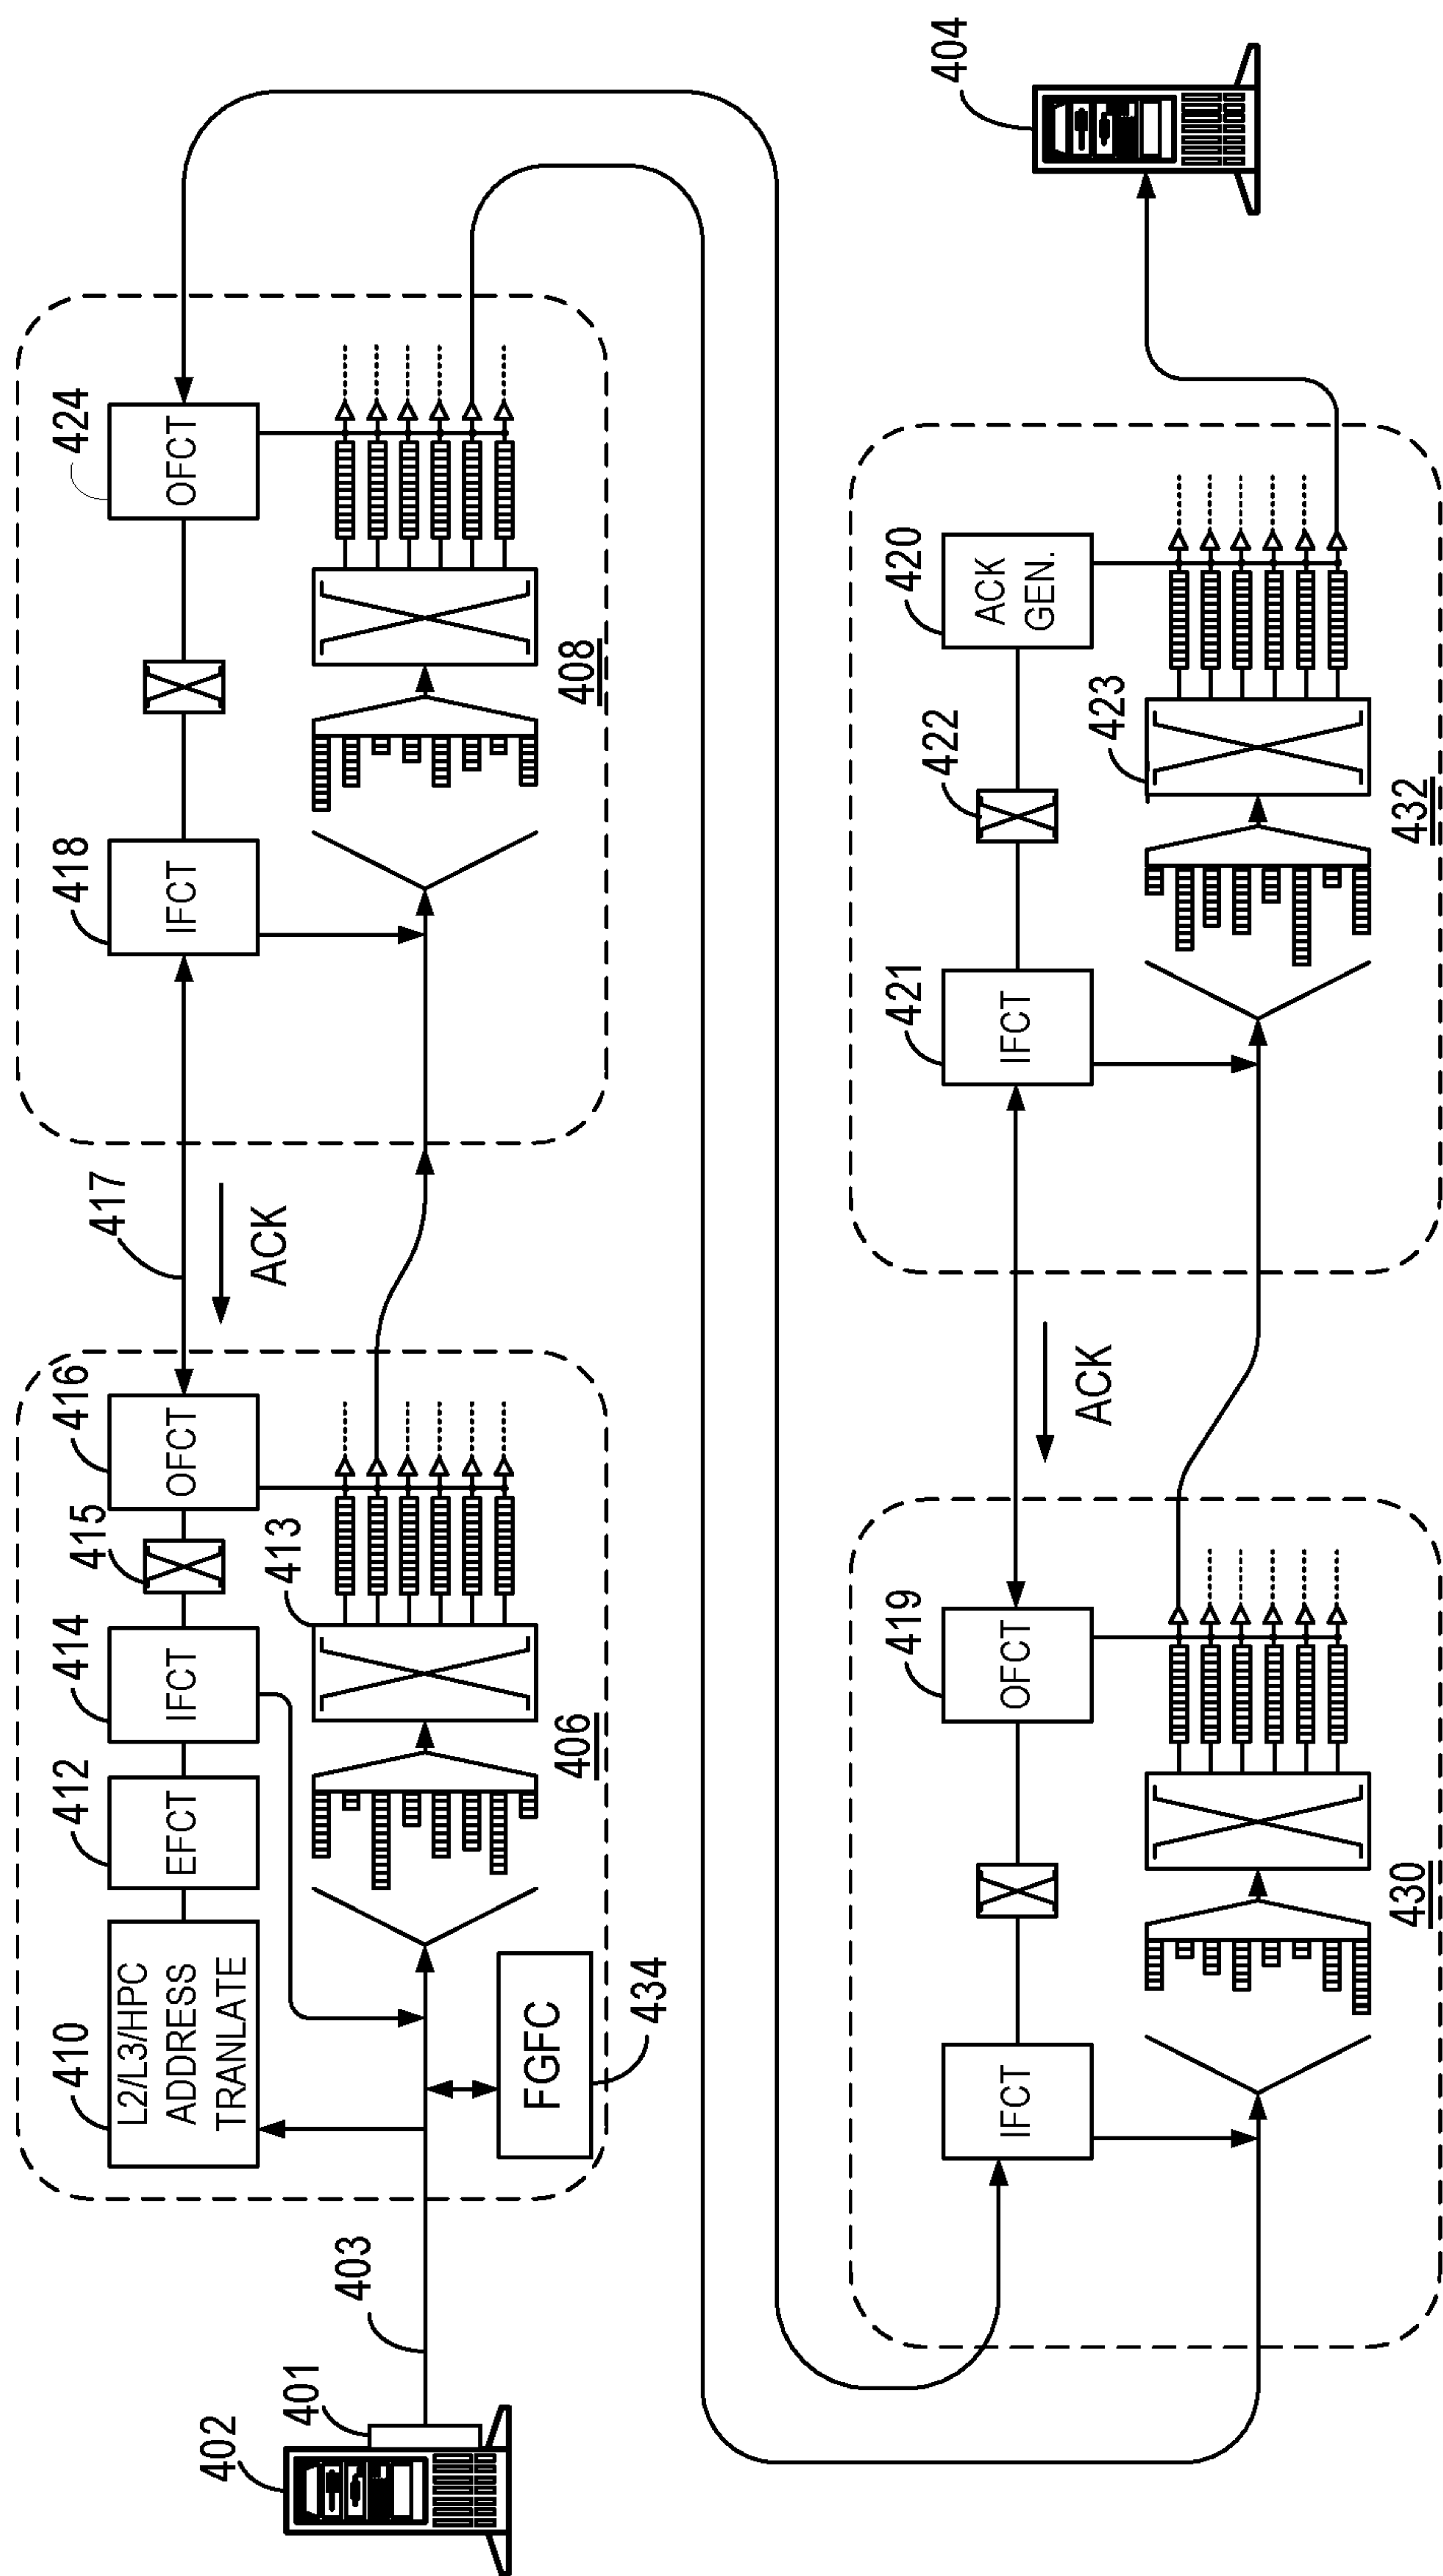 402
401
403
410
L2/L3/HPC
ADDRESS
TRANLATE
412
EFCT
414
IFCT
415
416
OFCT
413
FGFC
434
406
417
ACK
418
IFCT
424
OFCT
408
IFCT
419
OFCT
430
ACK
421
IFCT
422
420
ACK
GEN.
423
432
404